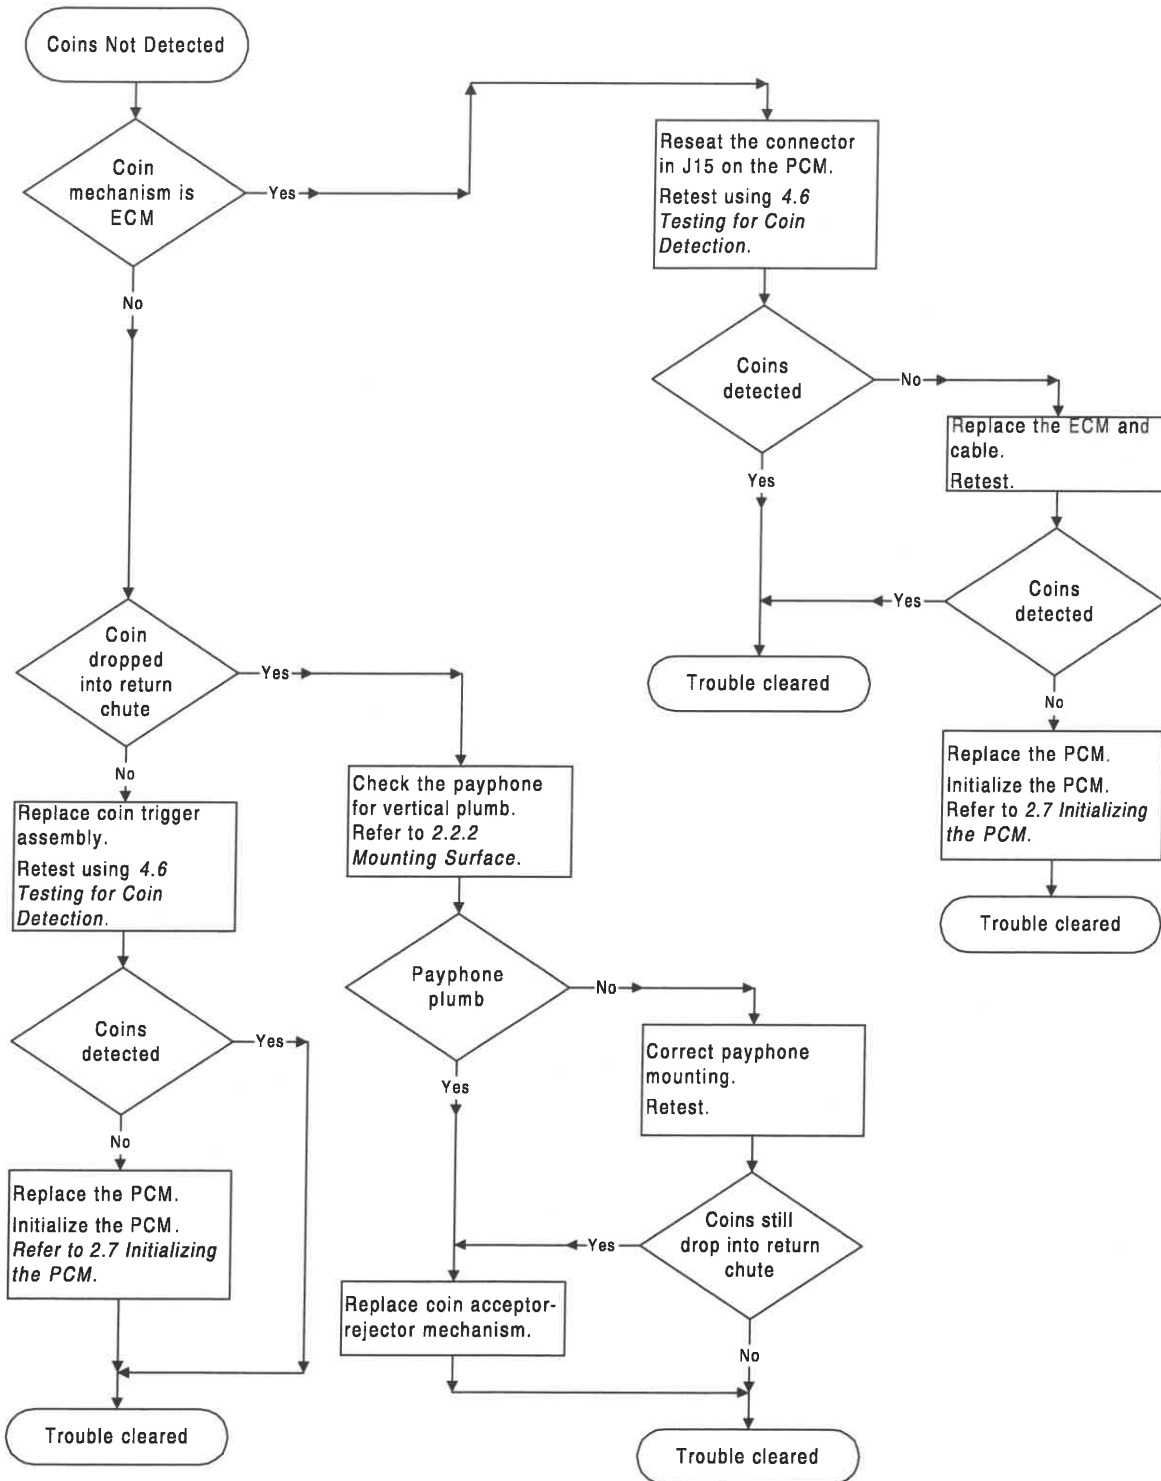 Coins Not Detected
Coin
mechanism is
ECM
Yes
No
Reseat the connector
in J15 on the PCM.
Retest using 4.6
Testing for Coin
Detection.
Coins
detected
No
Yes
Replace the ECM and
cable.
Retest.
Coins
detected
Yes
No
Trouble cleared
Replace the PCM.
Initialize the PCM.
Refer to 2.7 Initializing
the PCM.
Trouble cleared
Coin
dropped
into return
chute
Yes
No
Replace coin trigger
assembly.
Retest using 4.6
Testing for Coin
Detection.
Coins
detected
Yes
No
Replace the PCM.
Initialize the PCM.
Refer to 2.7 Initializing
the PCM.
Trouble cleared
Check the payphone
for vertical plumb.
Refer to 2.2.2
Mounting Surface.
Payphone
plumb
No
Yes
Correct payphone
mounting.
Retest.
Coins still
drop into return
chute
Yes
No
Replace coin acceptor-
rejector mechanism.
Trouble cleared